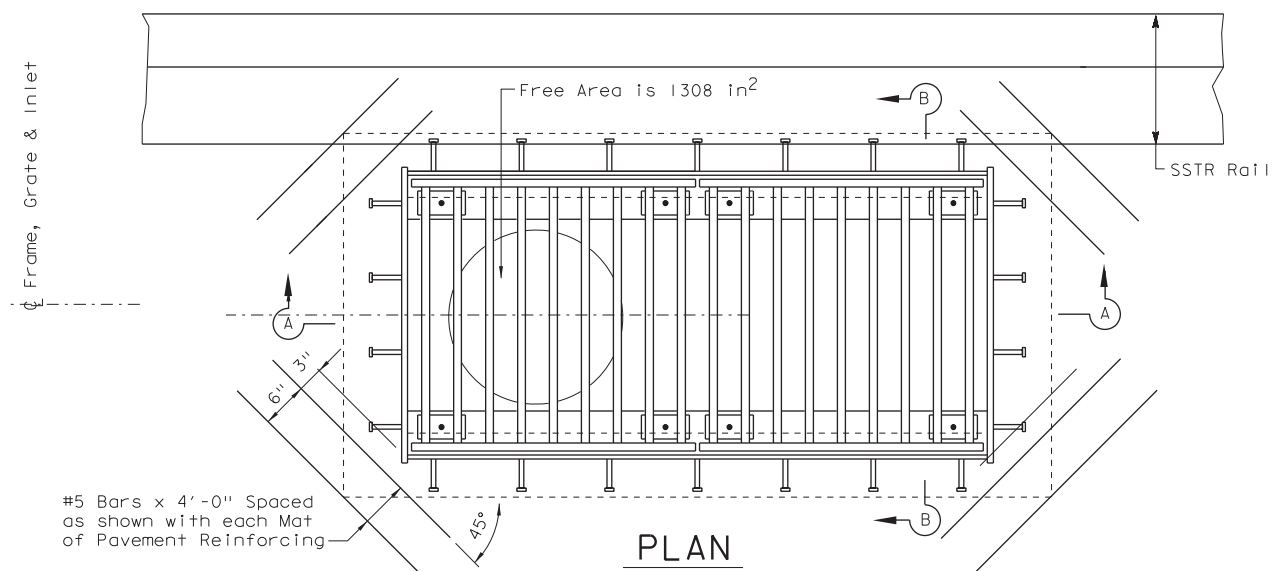 ℄ Frame, Grate & Inlet
Free Area is 1308 in²
B
SSTR Rail
A
A
3"
6"
#5 Bars x 4'-0" Spaced
as shown with each Mat
of Pavement Reinforcing
45°
B
PLAN